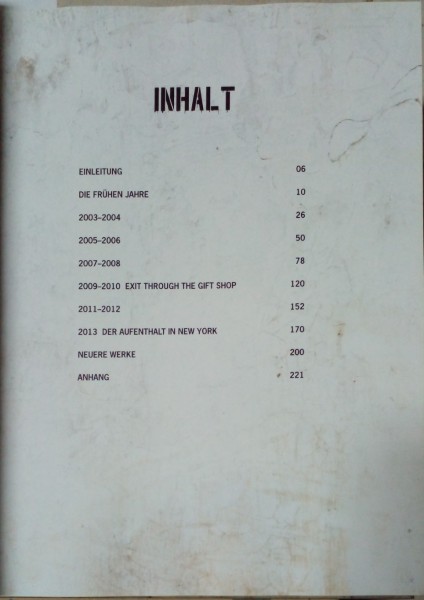 INHALT
EINLEITUNG 06
DIE FRÜHEN JAHRE 10
2003–2004 26
2005–2006 50
2007–2008 78
2009–2010 EXIT THROUGH THE GIFT SHOP 120
2011–2012 152
2013 DER AUFENTHALT IN NEW YORK 170
NEUERE WERKE 200
ANHANG 221